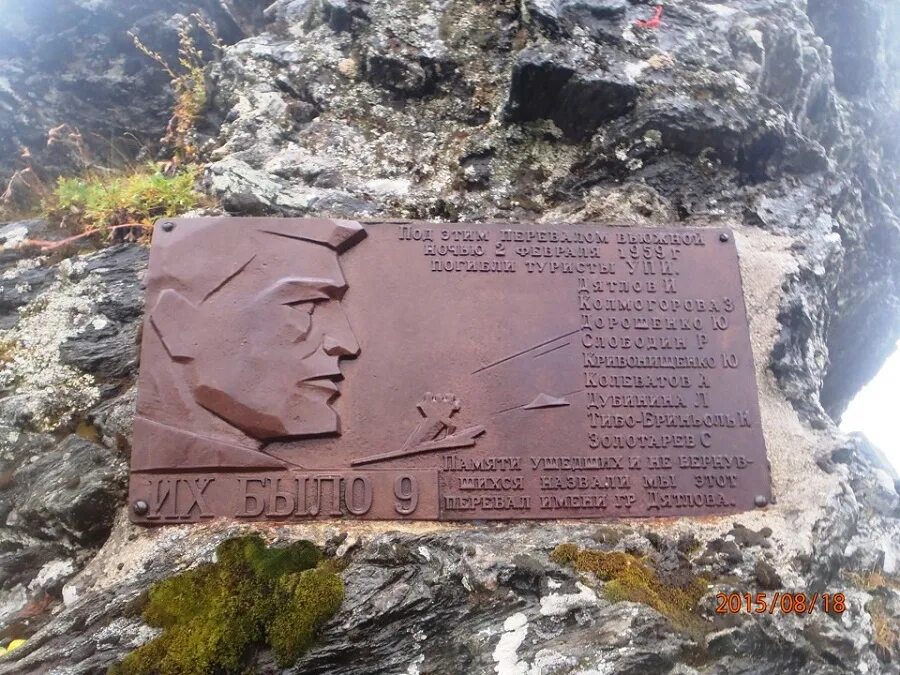 Под этим перевалом вьюжной
ночью 2 февраля 1959г
погибли туристы УПИ.
Дятлов И
Колмогорова З
Дорошенко Ю
Слободин Р
Кривонищенко Ю
Колеватов А
Дубинина Л
Тибо-Бриньоль Н
Золотарев С
Памяти ушедших и не вернув-
шихся назвали мы этот
перевал имени гр Дятлова.
ИХ БЫЛО 9
2015/08/18